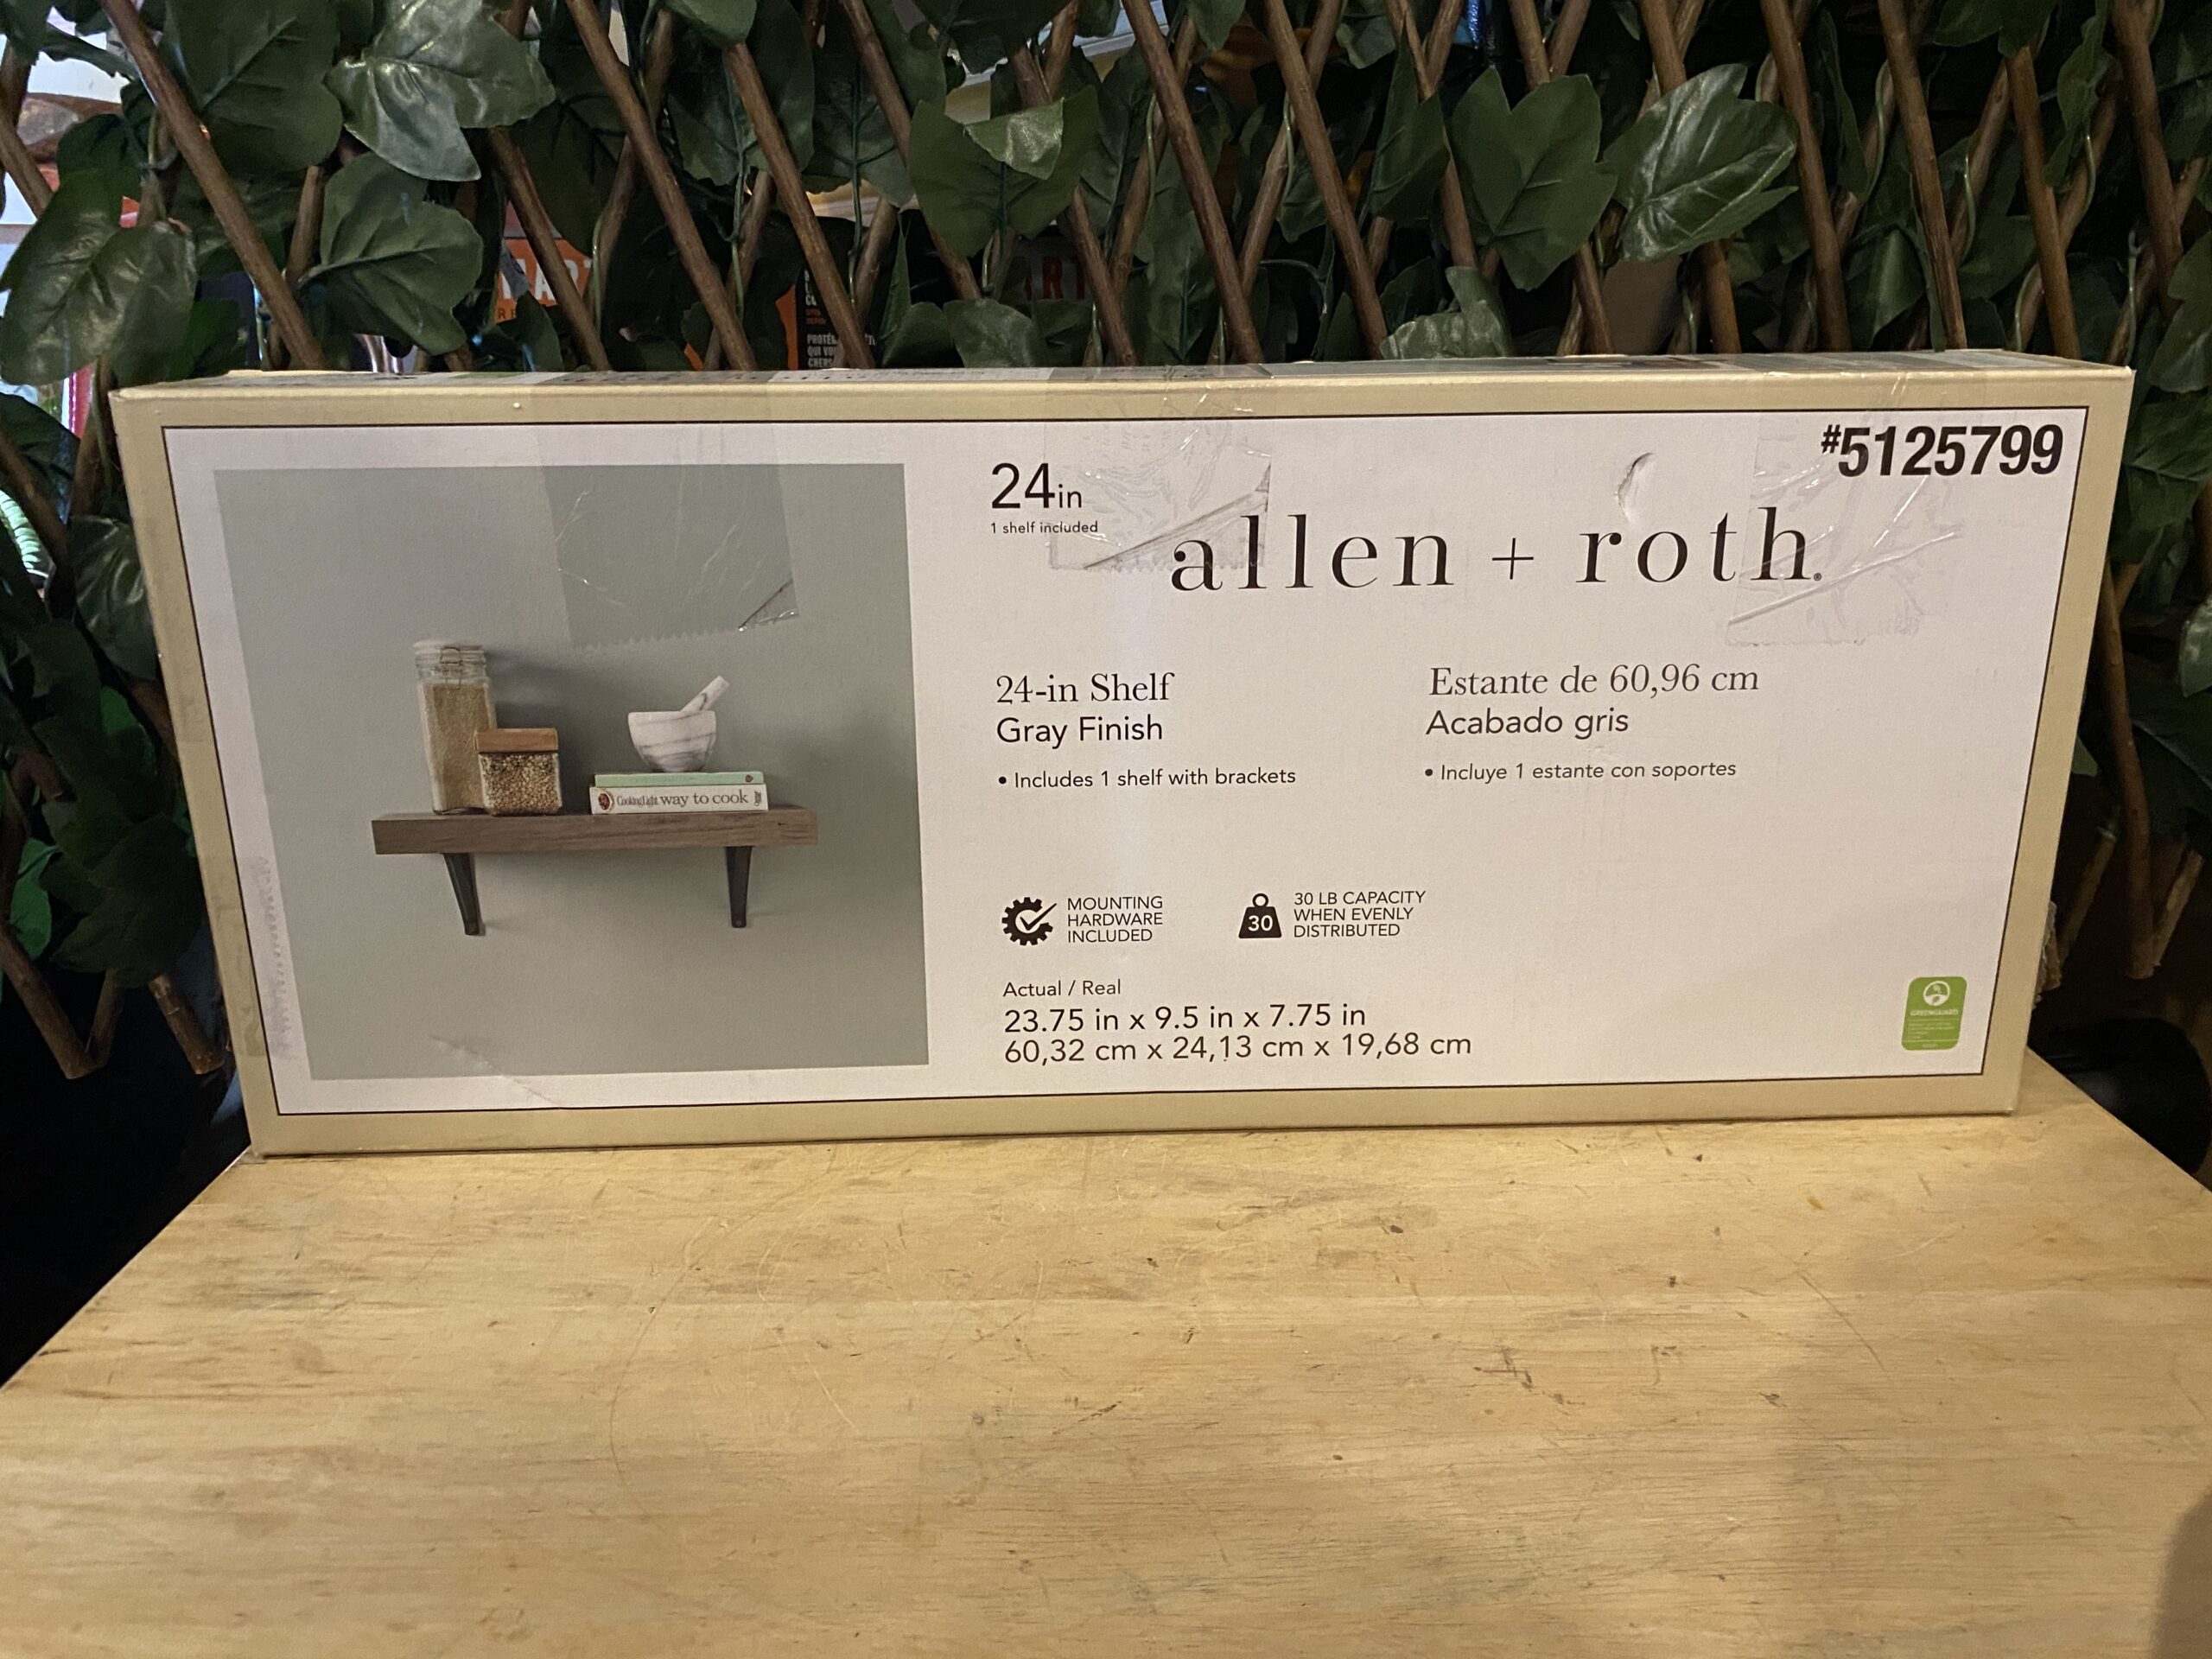 #5125799
24in
1 shelf included
allen + roth®
24-in Shelf
Gray Finish
• Includes 1 shelf with brackets
Estante de 60,96 cm
Acabado gris
• Incluye 1 estante con soportes
CookingLight way to cook
MOUNTING
HARDWARE
INCLUDED
30
30 LB CAPACITY
WHEN EVENLY
DISTRIBUTED
Actual / Real
23.75 in x 9.5 in x 7.75 in
60,32 cm x 24,13 cm x 19,68 cm
GREENGUARD